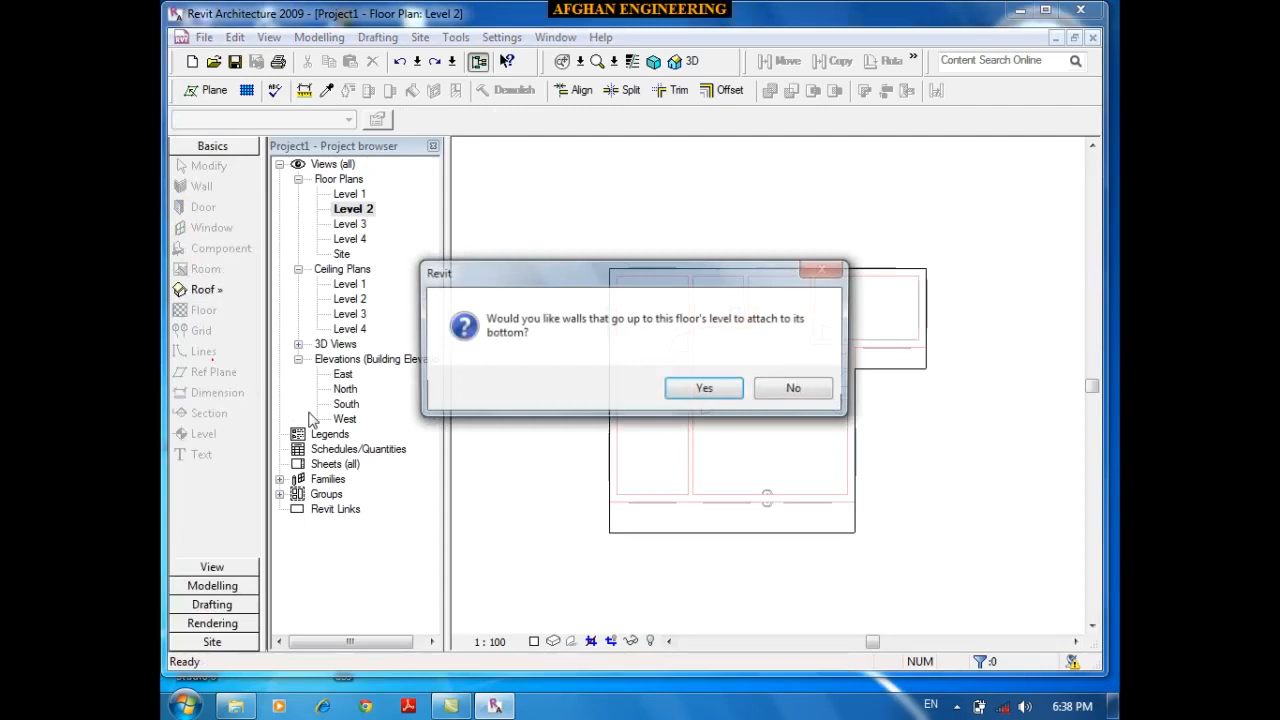 AFGHAN ENGINEERING
Revit Architecture 2009 - [Project1 - Floor Plan: Level 2]
File Edit View Modelling Drafting Site Tools Settings Window Help
3D Move Copy Rota » Content Search Online
Plane Demolish Align Split Trim Offset
Basics
Modify
Wall
Door
Window
Component
Room
Roof »
Floor
Grid
Lines
Ref Plane
Dimension
Section
Level
Text
View
Modelling
Drafting
Rendering
Site
Project1 - Project browser
Views (all)
Floor Plans
Level 1
Level 2
Level 3
Level 4
Site
Ceiling Plans
Level 1
Level 2
Level 3
Level 4
3D Views
Elevations (Building Eleva
East
North
South
West
Legends
Schedules/Quantities
Sheets (all)
Families
Groups
Revit Links
Revit
Would you like walls that go up to this floor's level to attach to its
bottom?
Yes No
1 : 100
Ready NUM :0
EN 6:38 PM